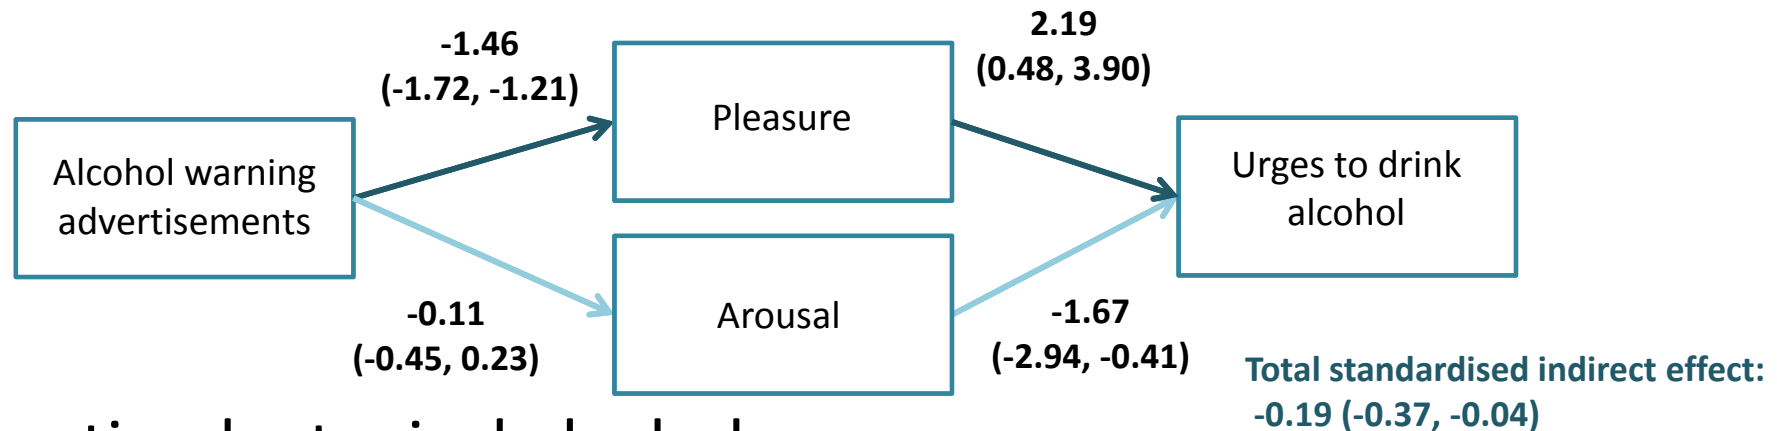 -1.46
(-1.72, -1.21)
2.19
(0.48, 3.90)
Pleasure
Alcohol warning
advertisements
Urges to drink
alcohol
Arousal
-0.11
(-0.45, 0.23)
-1.67
(-2.94, -0.41)
Total standardised indirect effect:
-0.19 (-0.37, -0.04)